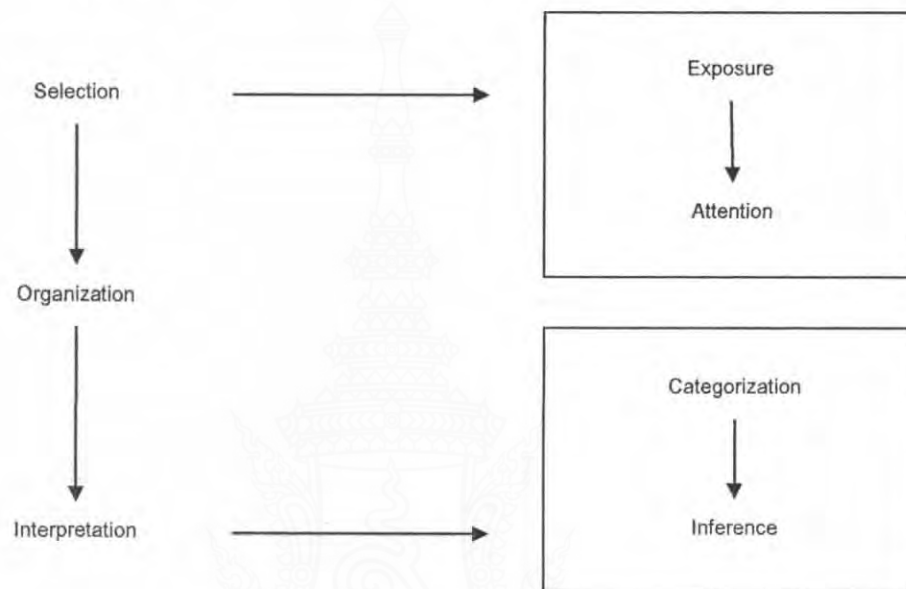 Selection
Exposure
Attention
Organization
Categorization
Interpretation
Inference